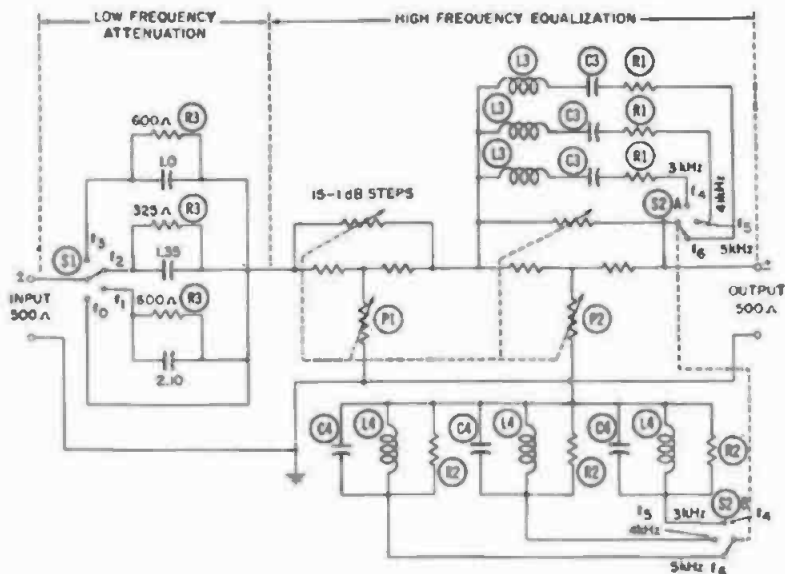 LOW FREQUENCY
ATTENUATION
HIGH FREQUENCY EQUALIZATION
L3
C3
R1
L3
C3
R1
L3
C3
R1
3kHz
f4
4kHz
f5
S2 A
f6
5kHz
600Ω
R3
1.0
325Ω
R3
1.35
600Ω
R3
2.10
S1
f3
f2
f1
f0
INPUT
500Ω
15-1 dB STEPS
P1
P2
OUTPUT
500Ω
C4
L4
R2
C4
L4
R2
C6
L4
R2
S2
f4
3kHz
f5
4kHz
5kHz
f6